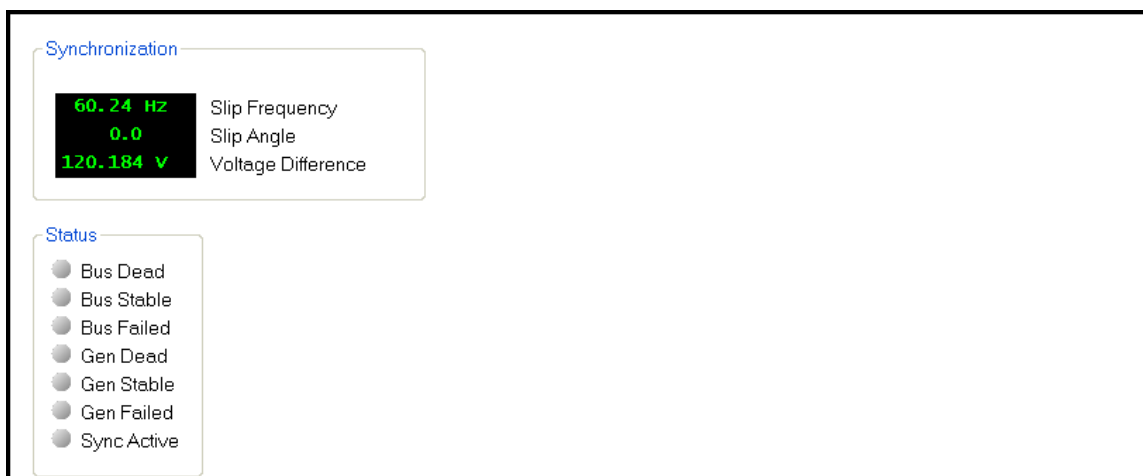 Synchronization
60.24 Hz Slip Frequency
0.0 Slip Angle
120.184 V Voltage Difference
Status
Bus Dead
Bus Stable
Bus Failed
Gen Dead
Gen Stable
Gen Failed
Sync Active